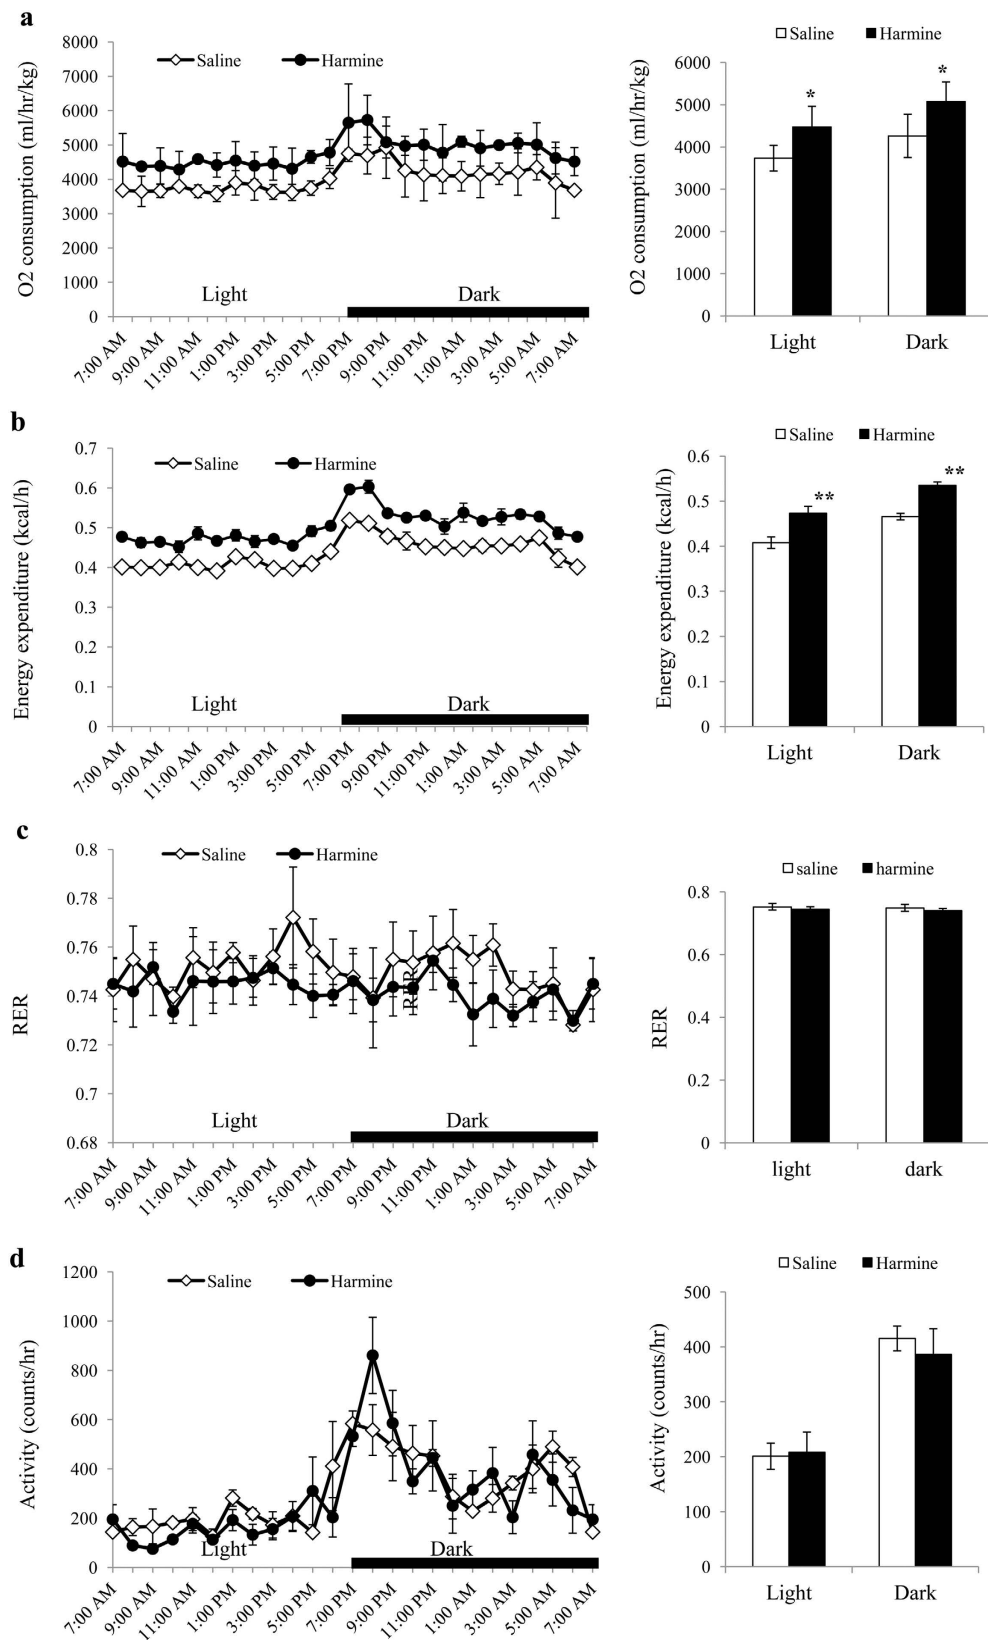 a
Saline
Harmine
O2 consumption (ml/hr/kg)
8000
7000
6000
5000
4000
3000
2000
1000
0
Light
Dark
7:00 AM
9:00 AM
11:00 AM
1:00 PM
3:00 PM
5:00 PM
7:00 PM
9:00 PM
11:00 PM
1:00 AM
3:00 AM
5:00 AM
7:00 AM
Saline
Harmine
O2 consumption (ml/hr/kg)
6000
5000
4000
3000
2000
1000
0
*
*
Light
Dark
b
Saline
Harmine
Energy expenditure (kcal/h)
0.7
0.6
0.5
0.4
0.3
0.2
0.1
0
Light
Dark
7:00 AM
9:00 AM
11:00 AM
1:00 PM
3:00 PM
5:00 PM
7:00 PM
9:00 PM
11:00 PM
1:00 AM
3:00 AM
5:00 AM
7:00 AM
Saline
Harmine
Energy expenditure (kcal/h)
0.6
0.5
0.4
0.3
0.2
0.1
0
**
**
Light
Dark
c
Saline
Harmine
RER
0.8
0.78
0.76
0.74
0.72
0.7
0.68
RER
Light
Dark
7:00 AM
9:00 AM
11:00 AM
1:00 PM
3:00 PM
5:00 PM
7:00 PM
9:00 PM
11:00 PM
1:00 AM
3:00 AM
5:00 AM
7:00 AM
saline
harmine
RER
0.8
0.6
0.4
0.2
0
light
dark
d
Saline
Harmine
Activity (counts/hr)
1200
1000
800
600
400
200
0
Light
Dark
7:00 AM
9:00 AM
11:00 AM
1:00 PM
3:00 PM
5:00 PM
7:00 PM
9:00 PM
11:00 PM
1:00 AM
3:00 AM
5:00 AM
7:00 AM
Saline
Harmine
Activity (counts/hr)
500
400
300
200
100
0
Light
Dark